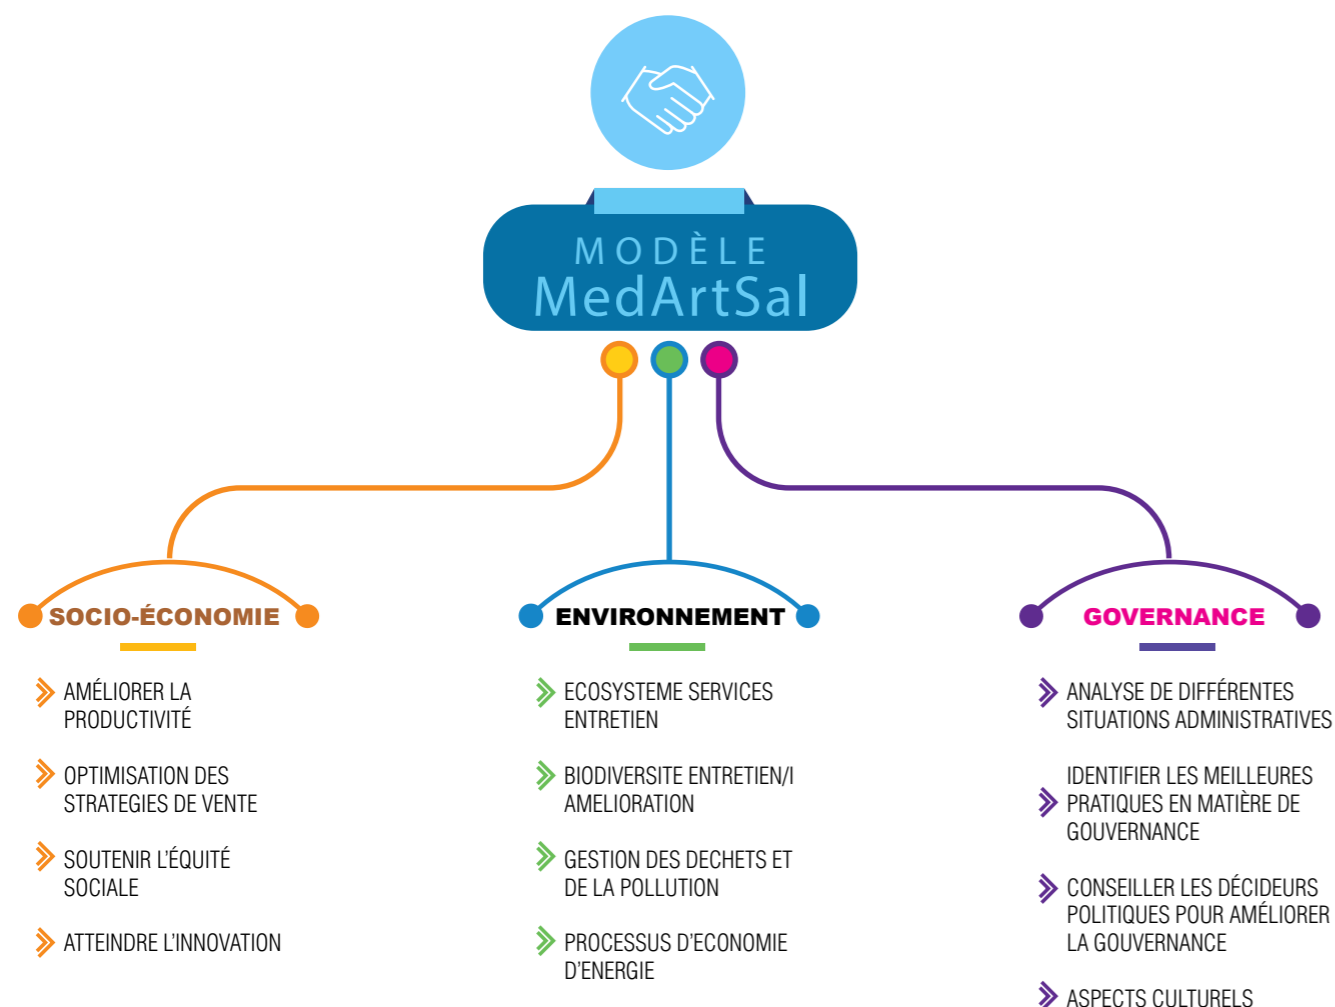 MODÈLE
MedArtSal
SOCIO-ÉCONOMIE
AMÉLIORER LA
PRODUCTIVITÉ
OPTIMISATION DES
STRATEGIES DE VENTE
SOUTENIR L'ÉQUITÉ
SOCIALE
ATTEINDRE L'INNOVATION
ENVIRONNEMENT
ECOSYSTEME SERVICES
ENTRETIEN
BIODIVERSITE ENTRETIEN/I
AMELIORATION
GESTION DES DECHETS ET
DE LA POLLUTION
PROCESSUS D'ECONOMIE
D'ENERGIE
GOVERNANCE
ANALYSE DE DIFFÉRENTES
SITUATIONS ADMINISTRATIVES
IDENTIFIER LES MEILLEURES
PRATIQUES EN MATIÈRE DE
GOUVERNANCE
CONSEILLER LES DÉCIDEURS
POLITIQUES POUR AMÉLIORER
LA GOUVERNANCE
ASPECTS CULTURELS